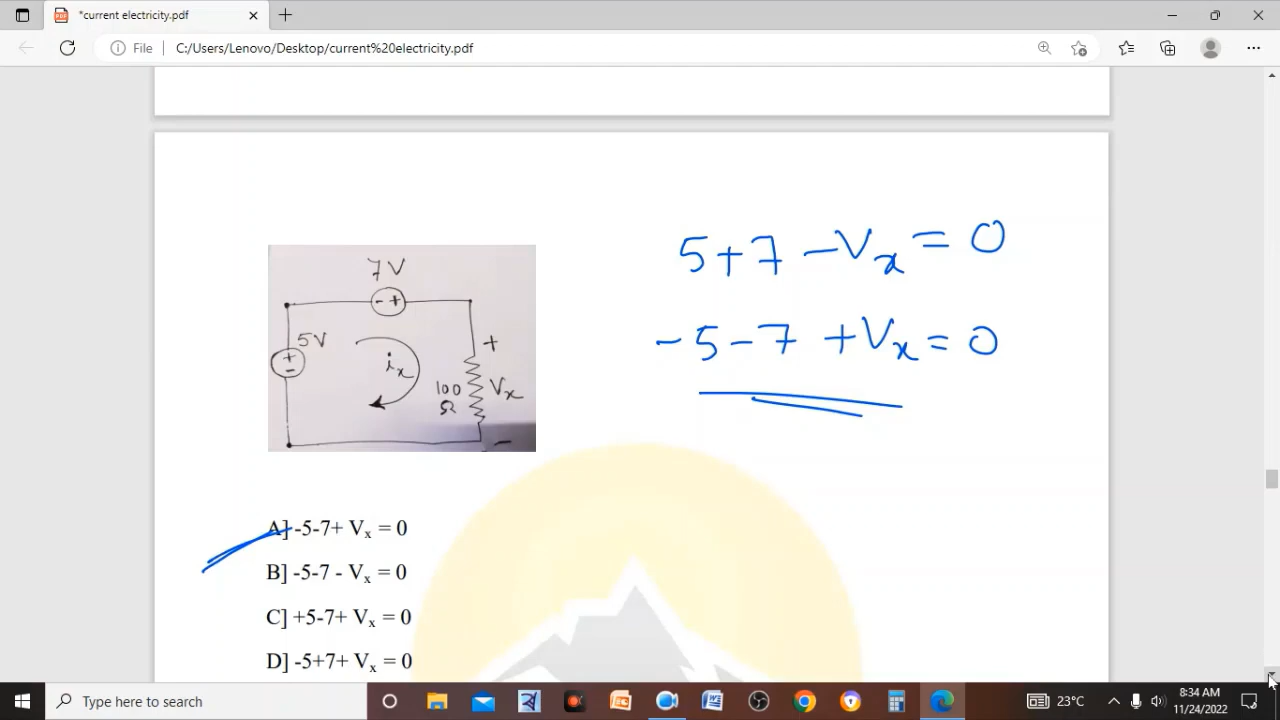 *current electricity.pdf
File C:/Users/Lenovo/Desktop/current%20electricity.pdf
7V
- +
5V
+
-
ix
100
Ω
+
Vx
-
5+7 -Vx = 0
-5-7 +Vx = 0
A] -5-7+ Vx = 0
B] -5-7 - Vx = 0
C] +5-7+ Vx = 0
D] -5+7+ Vx = 0
Type here to search
23°C
8:34 AM
11/24/2022